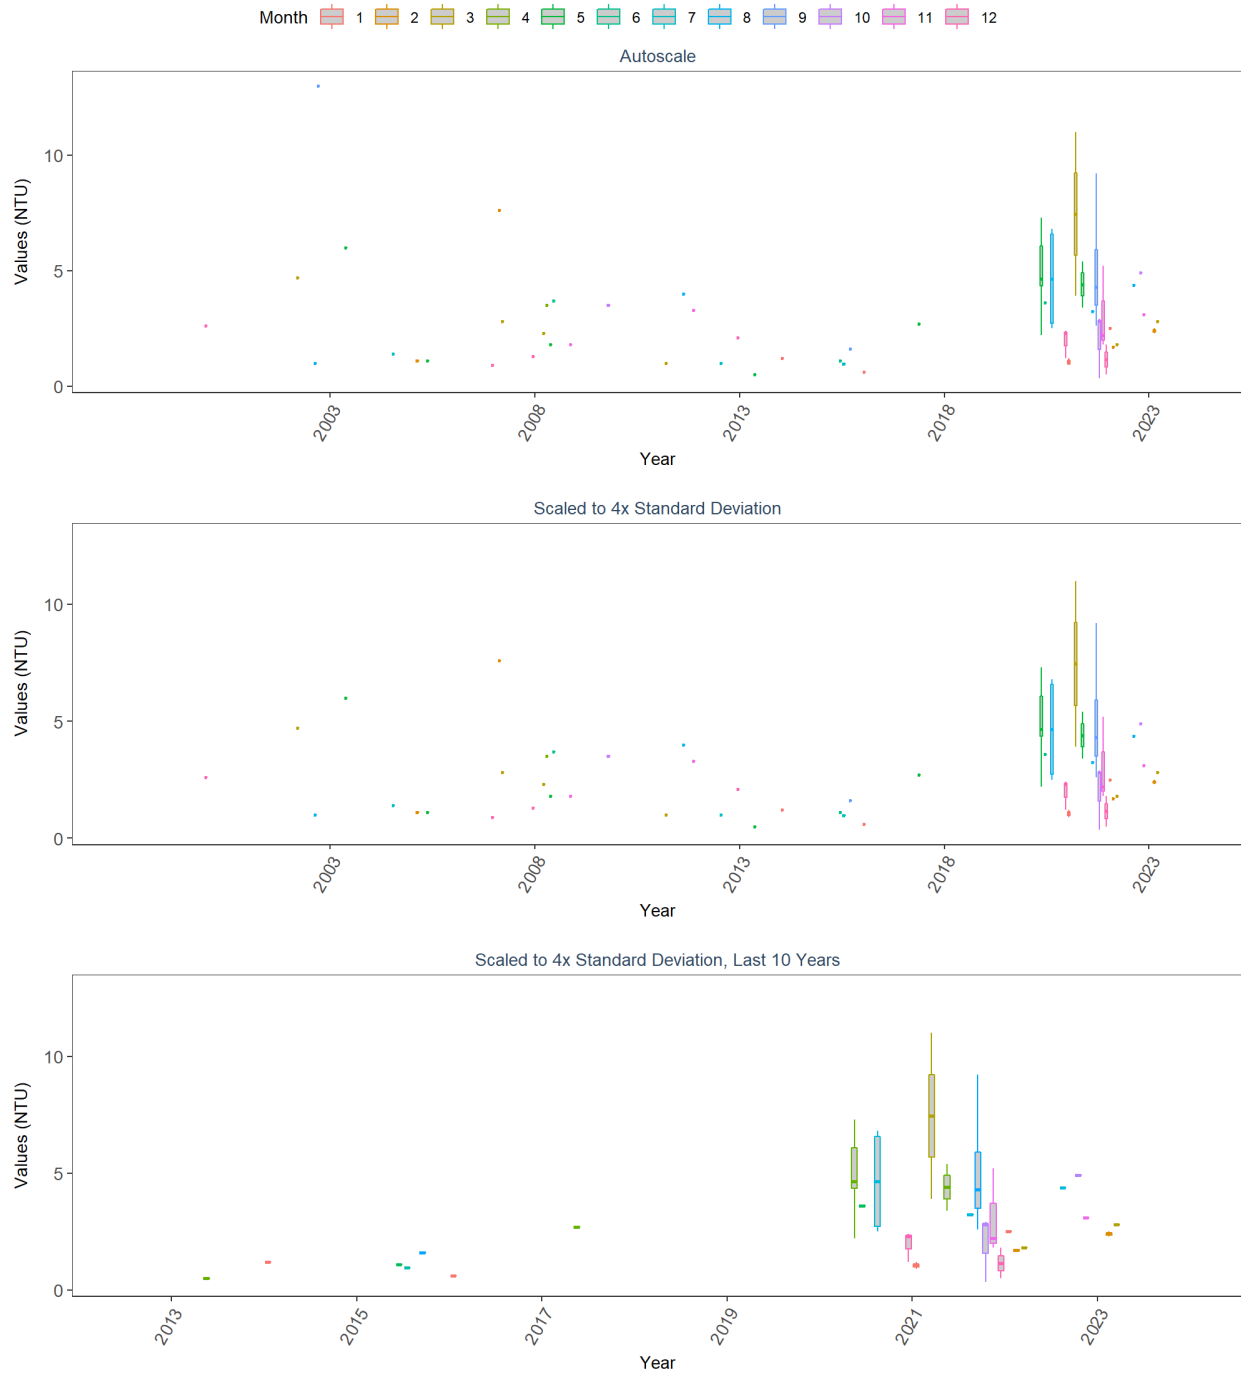 Month 1 2 3 4 5 6 7 8 9 10 11 12
Autoscale
Values (NTU)
10
5
0
2003 2008 2013 2018 2023
Year
Scaled to 4x Standard Deviation
Values (NTU)
10
5
0
2003 2008 2013 2018 2023
Year
Scaled to 4x Standard Deviation, Last 10 Years
Values (NTU)
10
5
0
2013 2015 2017 2019 2021 2023
Year